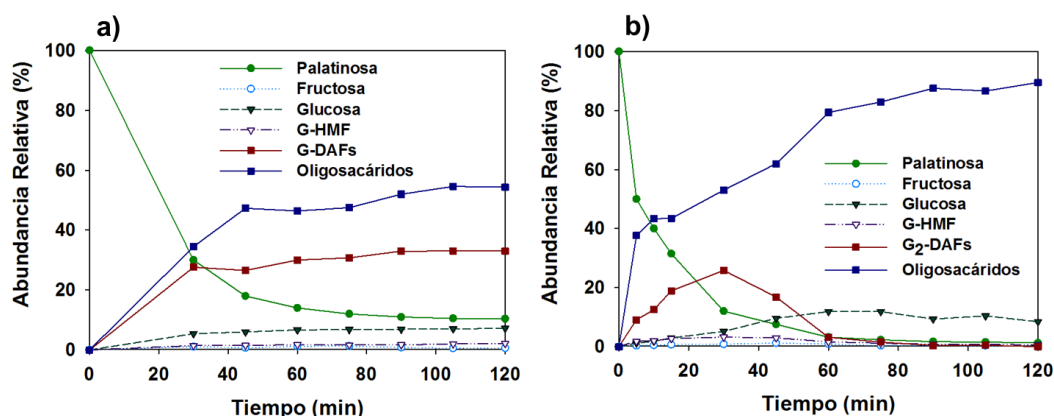 a)
Abundancia Relativa (%)
100
80
60
40
20
0
Palatinosa
Fructosa
Glucosa
G-HMF
G-DAFs
Oligosacáridos
0 20 40 60 80 100 120
Tiempo (min)
b)
Abundancia Relativa (%)
100
80
60
40
20
0
Palatinosa
Fructosa
Glucosa
G-HMF
G₂-DAFs
Oligosacáridos
0 20 40 60 80 100 120
Tiempo (min)